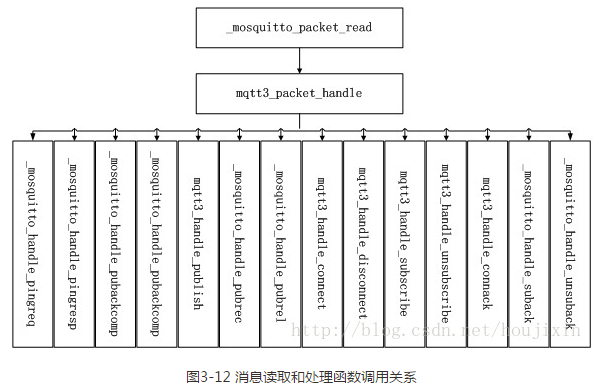 _mosquitto_packet_read
mqtt3_packet_handle
_mosquitto_handle_pingreq
_mosquitto_handle_pingresp
_mosquitto_handle_pubackcomp
_mosquitto_handle_pubackcomp
mqtt3_handle_publish
_mosquitto_handle_pubrec
_mosquitto_handle_pubrel
mqtt3_handle_connect
mqtt3_handle_disconnect
mqtt3_handle_subscribe
mqtt3_handle_unsubscribe
mqtt3_handle_connack
_mosquitto_handle_suback
_mosquitto_handle_unsuback
http://blog.csdn.net/houjixin
图3-12 消息读取和处理函数调用关系